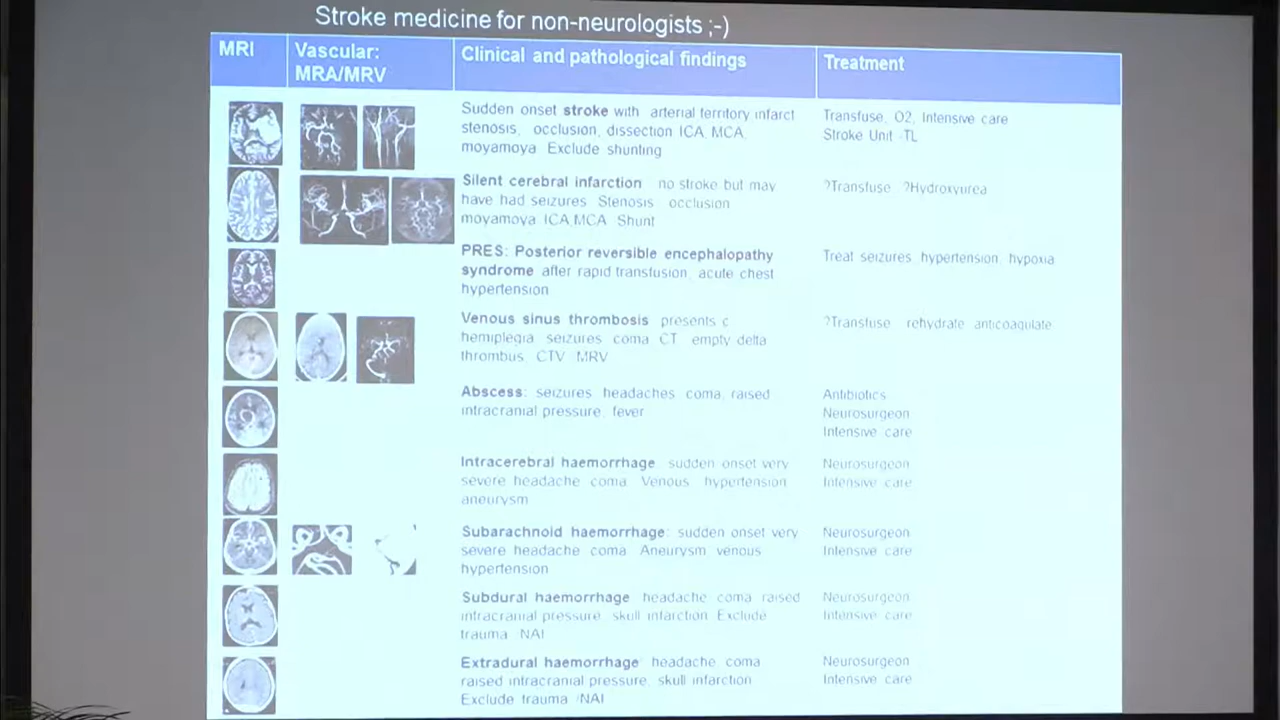 Stroke medicine for non-neurologists ;-)
MRI
Vascular:
MRA/MRV
Clinical and pathological findings
Treatment
Sudden onset stroke with arterial territory infarct
stenosis, occlusion, dissection ICA, MCA,
moyamoya Exclude shunting
Transfuse, O2, Intensive care
Stroke Unit -TL
Silent cerebral infarction no stroke but may
have had seizures Stenosis occlusion
moyamoya ICA,MCA Shunt
?Transfuse ?Hydroxyurea
PRES: Posterior reversible encephalopathy
syndrome after rapid transfusion, acute chest
hypertension
Treat seizures, hypertension, hypoxia
Venous sinus thrombosis presents c
hemiplegia seizures coma CT empty delta
thrombus, CTV MRV
?Transfuse rehydrate anticoagulate
Abscess: seizures headaches coma, raised
intracranial pressure, fever
Antibiotics
Neurosurgeon
Intensive care
Intracerebral haemorrhage sudden onset very
severe headache coma Venous hypertension
aneurysm
Neurosurgeon
Intensive care
Subarachnoid haemorrhage: sudden onset very
severe headache coma Aneurysm venous
hypertension
Neurosurgeon
Intensive care
Subdural haemorrhage headache coma raised
intracranial pressure skull infarction Exclude
trauma NAI
Neurosurgeon
Intensive care
Extradural haemorrhage headache coma
raised intracranial pressure, skull infarction
Exclude trauma /NAI
Neurosurgeon
Intensive care